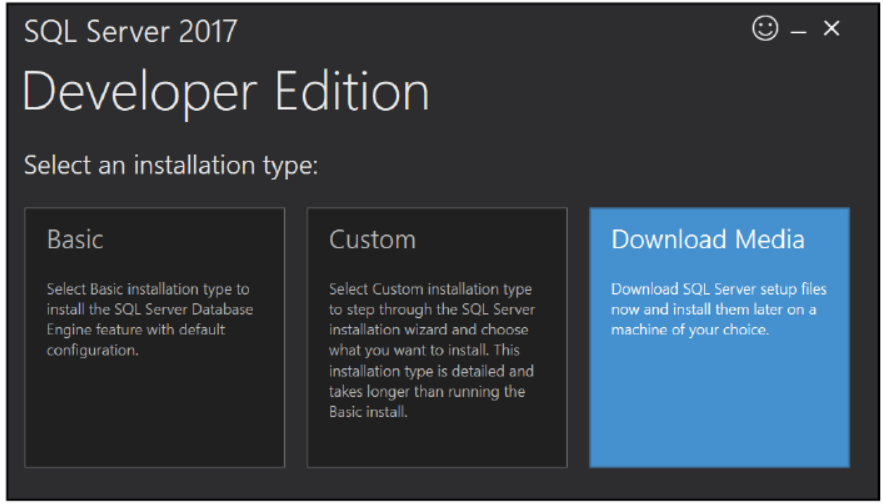 SQL Server 2017
Developer Edition
Select an installation type:
Basic
Select Basic installation type to
install the SQL Server Database
Engine feature with default
configuration.
Custom
Select Custom installation type
to step through the SQL Server
installation wizard and choose
what you want to install. This
installation type is detailed and
takes longer than running the
Basic install.
Download Media
Download SQL Server setup files
now and install them later on a
machine of your choice.